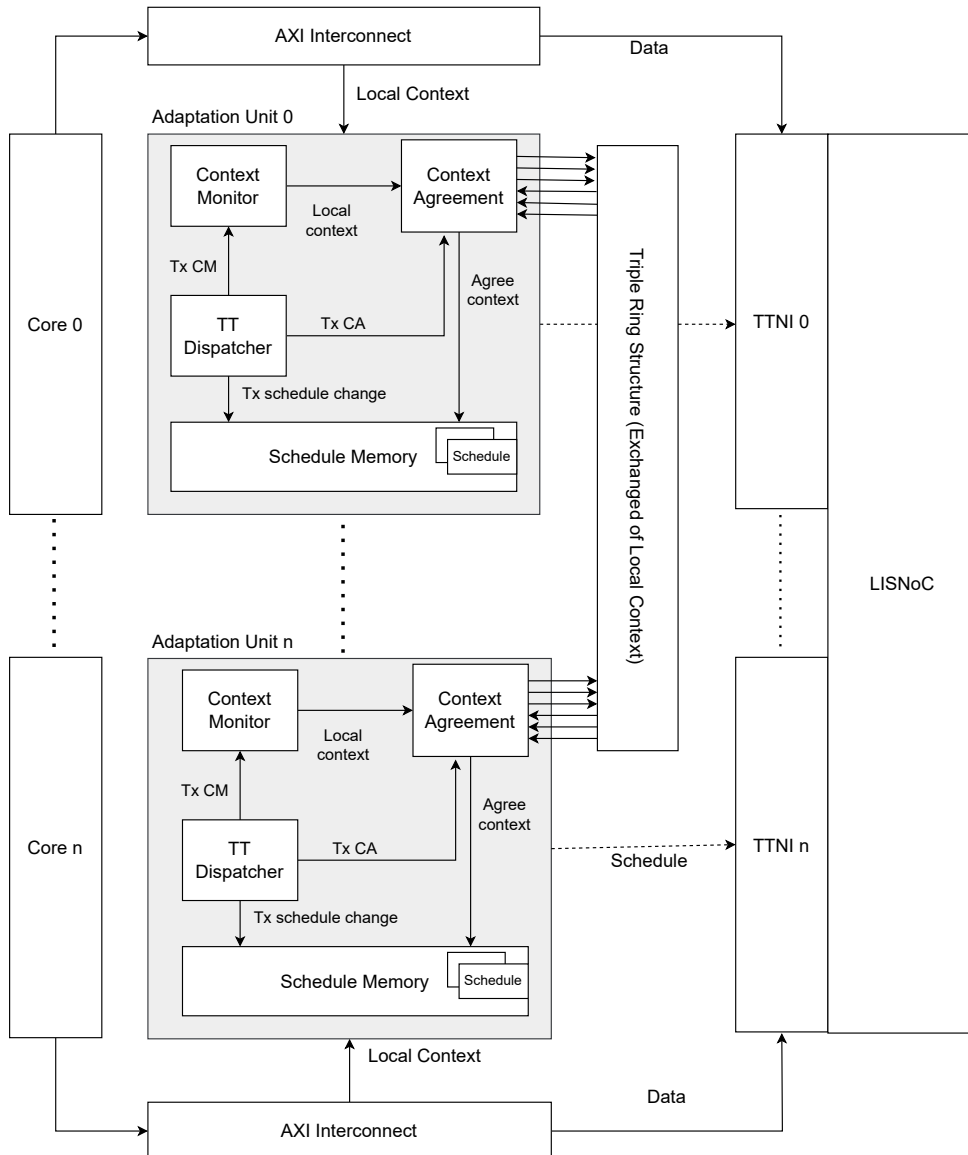 AXI Interconnect
Data
Local Context
Adaptation Unit 0
Core 0
Context
Monitor
Context
Agreement
Local
context
Tx CM
Agree
context
TT
Dispatcher
Tx CA
Tx schedule change
Schedule Memory
Schedule
Triple Ring Structure (Exchanged of Local Context)
TTNI 0
LISNoC
Adaptation Unit n
Core n
Context
Monitor
Context
Agreement
Local
context
Tx CM
Agree
context
TT
Dispatcher
Tx CA
Tx schedule change
Schedule Memory
Schedule
Schedule
TTNI n
Local Context
Data
AXI Interconnect